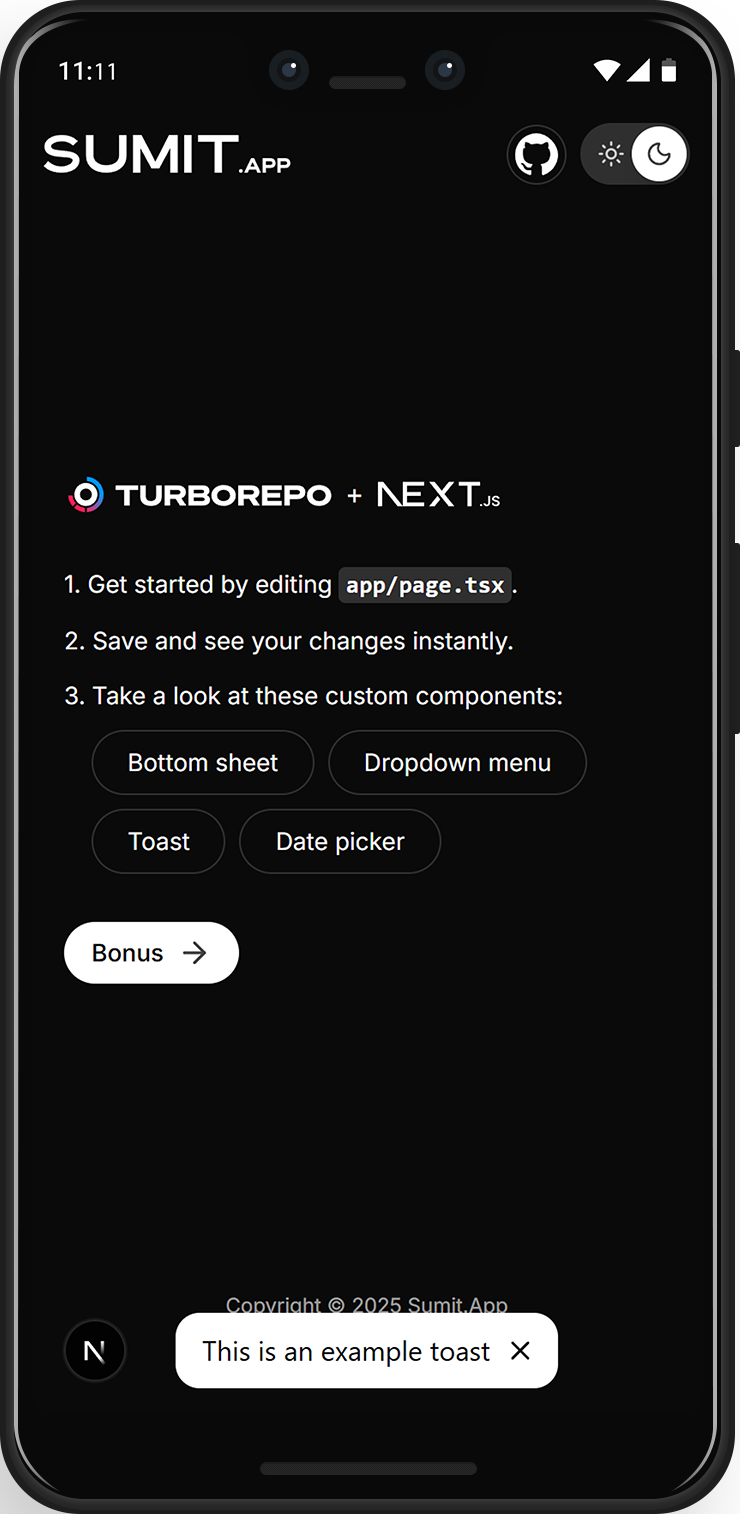 11:11
SUMIT.APP
TURBOREPO + NEXT.JS
1. Get started by editing app/page.tsx.
2. Save and see your changes instantly.
3. Take a look at these custom components:
Bottom sheet Dropdown menu
Toast Date picker
Bonus →
Copyright © 2025 Sumit.App
N This is an example toast ×